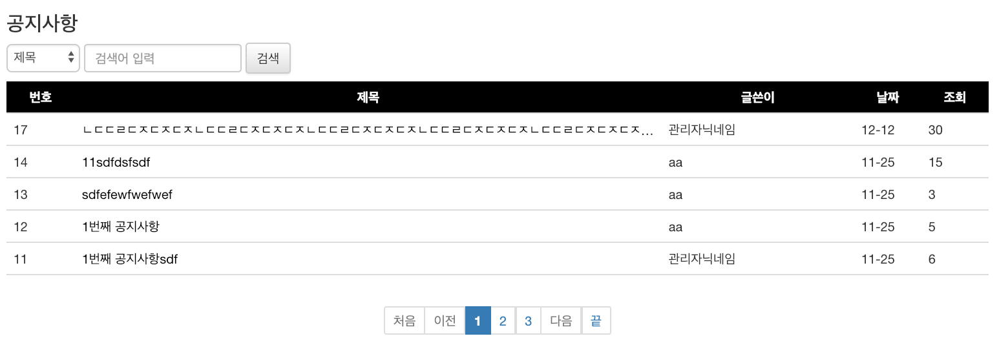 공지사항
제목 검색어 입력 검색
번호 제목 글쓴이 날짜 조회
17 ㄴㄷㄷㄹㄷㅈㄷㅈㄷㅈㄴㄷㄷㄹㄷㅈㄷㅈㄷㅈㄴㄷㄷㄹㄷㅈㄷㅈㄷㅈㄴㄷㄷㄹㄷㅈㄷㅈㄷㅈㄴㄷㄷㄹㄷㅈㄷㅈㄷㅈ... 관리자닉네임 12-12 30
14 11sdfdsfsdf aa 11-25 15
13 sdfefewfwefwef aa 11-25 3
12 1번째 공지사항 aa 11-25 5
11 1번째 공지사항sdf 관리자닉네임 11-25 6
처음 이전 1 2 3 다음 끝